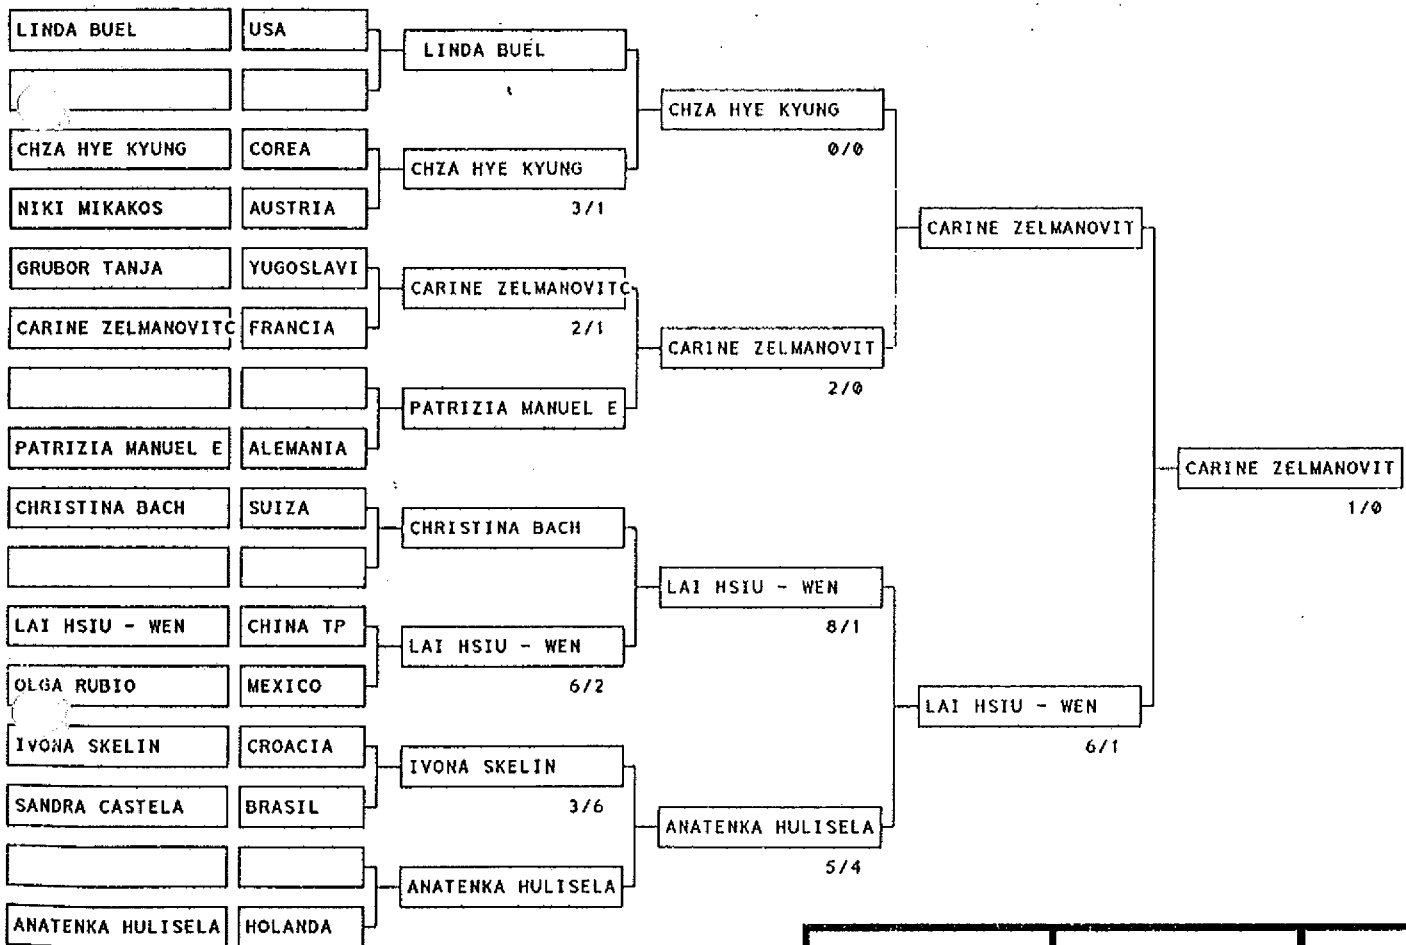 LINDA BUEL USA
LINDA BUEL
CHZA HYE KYUNG
0/0
CHZA HYE KYUNG COREA
CHZA HYE KYUNG
3/1
NIKI MIKAKOS AUSTRIA
CARINE ZELMANOVIT
GRUBOR TANJA YUGOSLAVI
CARINE ZELMANOVITC
2/1
CARINE ZELMANOVITC FRANCIA
CARINE ZELMANOVIT
2/0
PATRIZIA MANUEL E
PATRIZIA MANUEL E ALEMANIA
CARINE ZELMANOVIT
1/0
CHRISTINA BACH SUIZA
CHRISTINA BACH
LAI HSIU - WEN
8/1
LAI HSIU - WEN CHINA TP
LAI HSIU - WEN
6/2
OLGA RUBIO MEXICO
LAI HSIU - WEN
6/1
IVONA SKELIN CROACIA
IVONA SKELIN
3/6
SANDRA CASTELA BRASIL
ANATENKA HULISELA
5/4
ANATENKA HULISELA
ANATENKA HULISELA HOLANDA